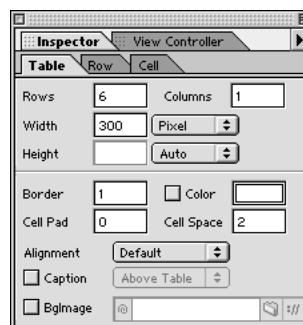 Inspector View Controller
Table Row Cell
Rows 6 Columns 1
Width 300 Pixel
Height Auto
Border 1 Color
Cell Pad 0 Cell Space 2
Alignment Default
Caption Above Table
BgImage ://